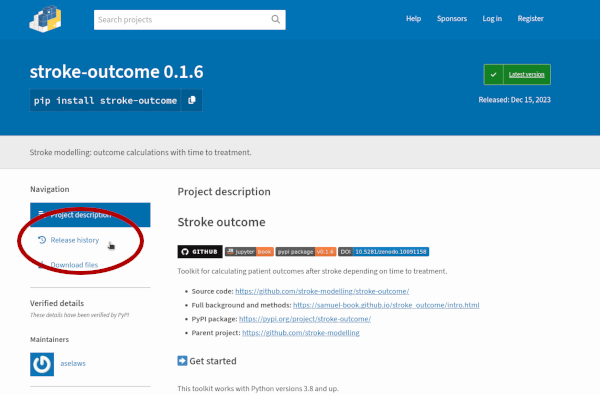 Search projects
Help Sponsors Log in Register
stroke-outcome 0.1.6
pip install stroke-outcome
Latest version
Released: Dec 15, 2023
Stroke modelling: outcome calculations with time to treatment.
Navigation
Project description
Release history
Download files
Verified details
These details have been verified by PyPI
Maintainers
aselaws
Project description
Stroke outcome
GITHUB jupyter book pypi package v0.1.6 DOI 10.5281/zenodo.10091158
Toolkit for calculating patient outcomes after stroke depending on time to treatment.
• Source code: https://github.com/stroke-modelling/stroke-outcome/
• Full background and methods: https://samuel-book.github.io/stroke_outcome/intro.html
• PyPI package: https://pypi.org/project/stroke-outcome/
• Parent project: https://github.com/stroke-modelling
➡ Get started
This toolkit works with Python versions 3.8 and up.